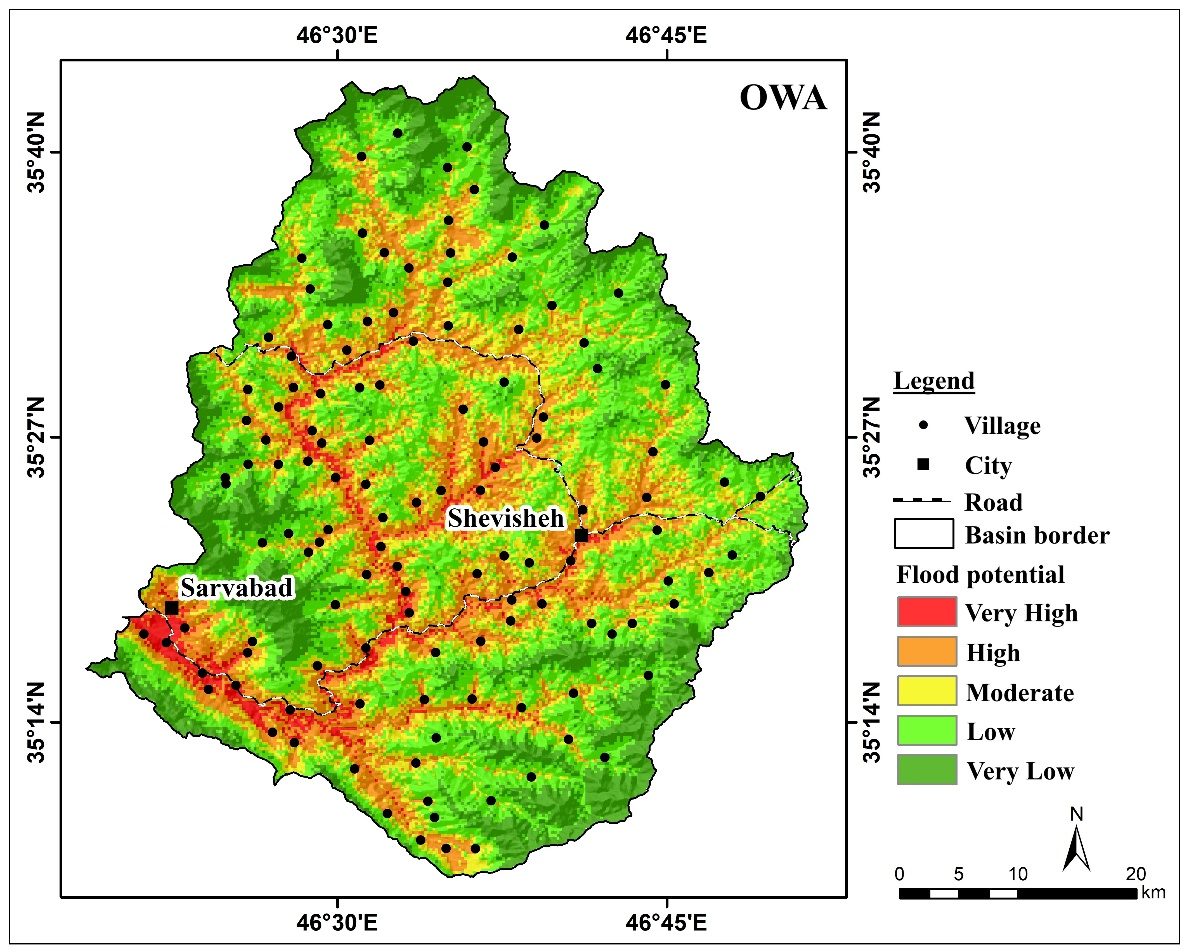 46°30'E 46°45'E
OWA
35°40'N 35°40'N
35°27'N 35°27'N
35°14'N 35°14'N
Shevisheh
Sarvabad
Legend
Village
City
Road
Basin border
Flood potential
Very High
High
Moderate
Low
Very Low
N
0 5 10 20
km
46°30'E 46°45'E